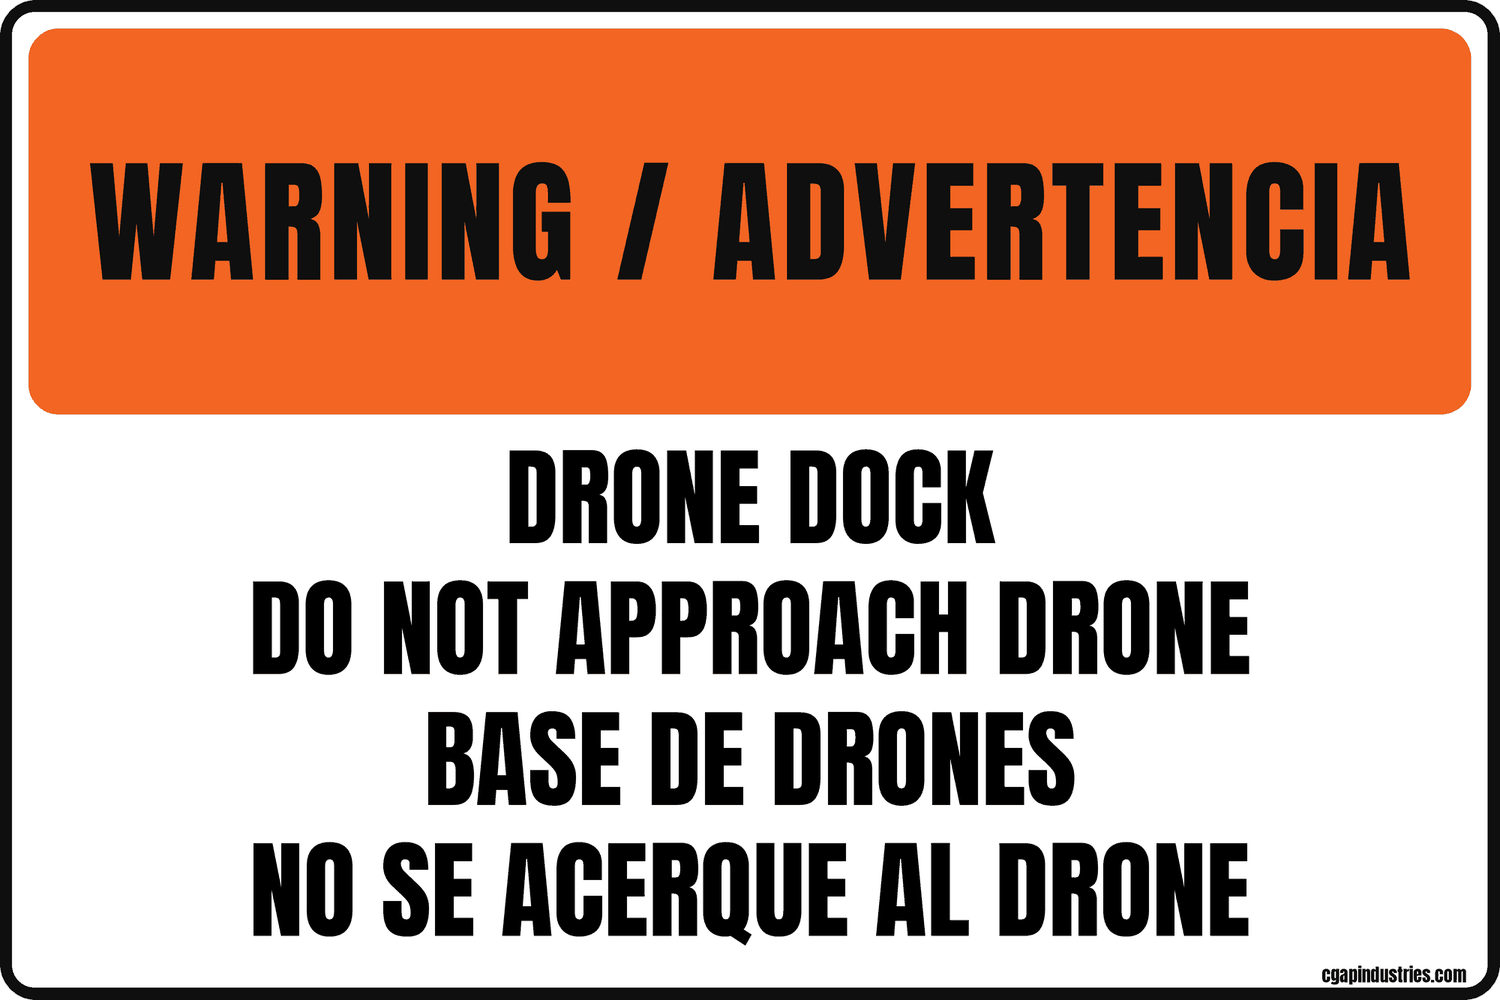 WARNING / ADVERTENCIA
DRONE DOCK
DO NOT APPROACH DRONE
BASE DE DRONES
NO SE ACERQUE AL DRONE
cgapindustries.com